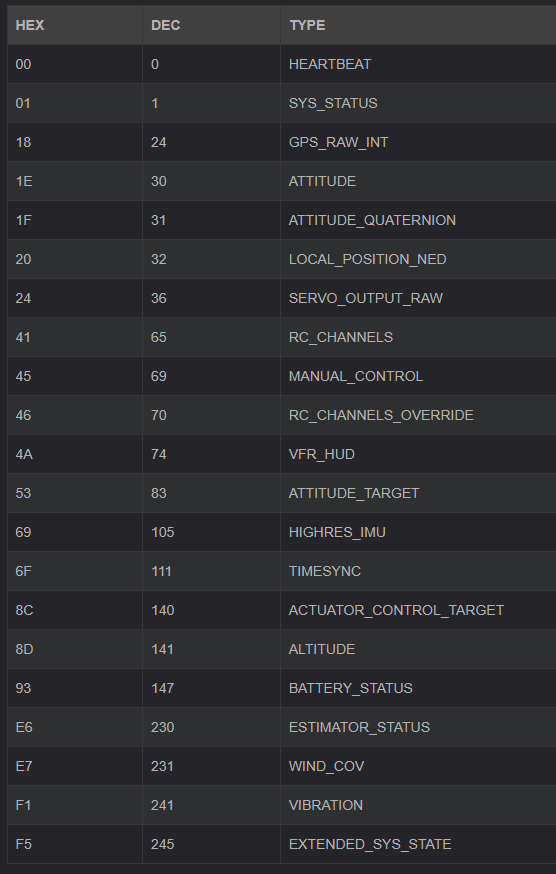 HEX DEC TYPE
00 0 HEARTBEAT
01 1 SYS_STATUS
18 24 GPS_RAW_INT
1E 30 ATTITUDE
1F 31 ATTITUDE_QUATERNION
20 32 LOCAL_POSITION_NED
24 36 SERVO_OUTPUT_RAW
41 65 RC_CHANNELS
45 69 MANUAL_CONTROL
46 70 RC_CHANNELS_OVERRIDE
4A 74 VFR_HUD
53 83 ATTITUDE_TARGET
69 105 HIGHRES_IMU
6F 111 TIMESYNC
8C 140 ACTUATOR_CONTROL_TARGET
8D 141 ALTITUDE
93 147 BATTERY_STATUS
E6 230 ESTIMATOR_STATUS
E7 231 WIND_COV
F1 241 VIBRATION
F5 245 EXTENDED_SYS_STATE